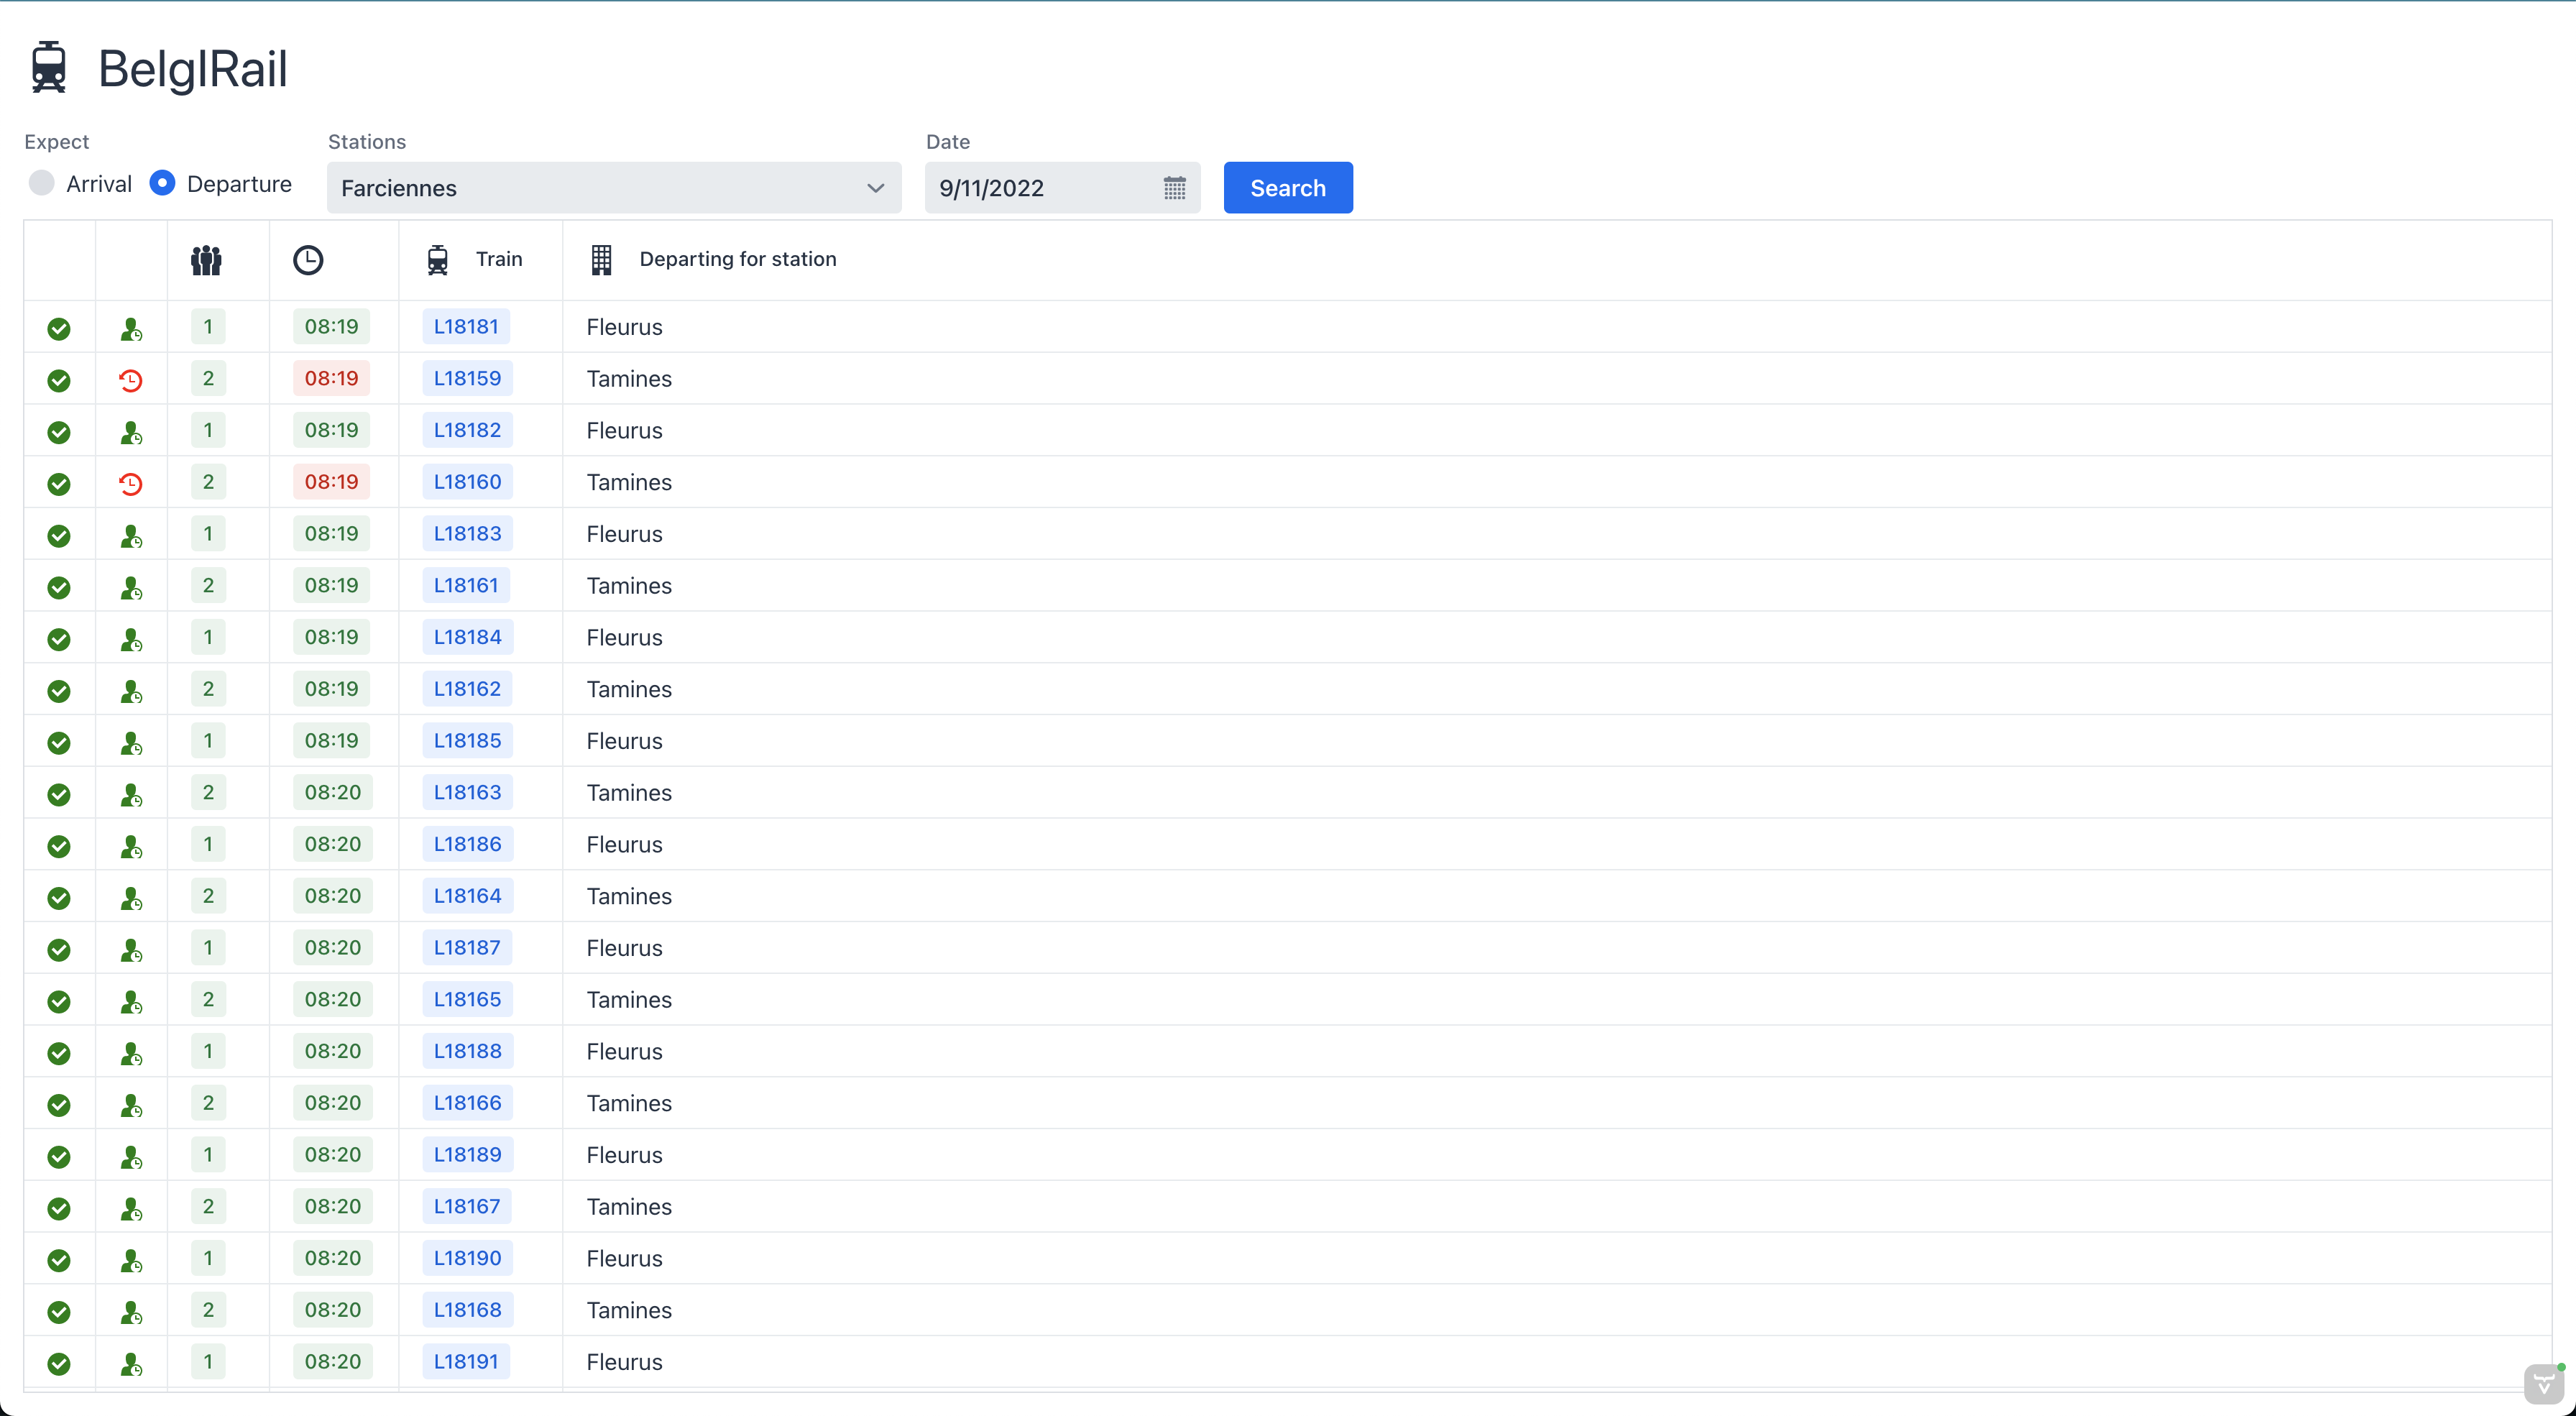 BelglRail
Expect
Stations
Date
Arrival Departure Farciennes 9/11/2022 Search
Train Departing for station
1 08:19 L18181 Fleurus
2 08:19 L18159 Tamines
1 08:19 L18182 Fleurus
2 08:19 L18160 Tamines
1 08:19 L18183 Fleurus
2 08:19 L18161 Tamines
1 08:19 L18184 Fleurus
2 08:19 L18162 Tamines
1 08:19 L18185 Fleurus
2 08:20 L18163 Tamines
1 08:20 L18186 Fleurus
2 08:20 L18164 Tamines
1 08:20 L18187 Fleurus
2 08:20 L18165 Tamines
1 08:20 L18188 Fleurus
2 08:20 L18166 Tamines
1 08:20 L18189 Fleurus
2 08:20 L18167 Tamines
1 08:20 L18190 Fleurus
2 08:20 L18168 Tamines
1 08:20 L18191 Fleurus